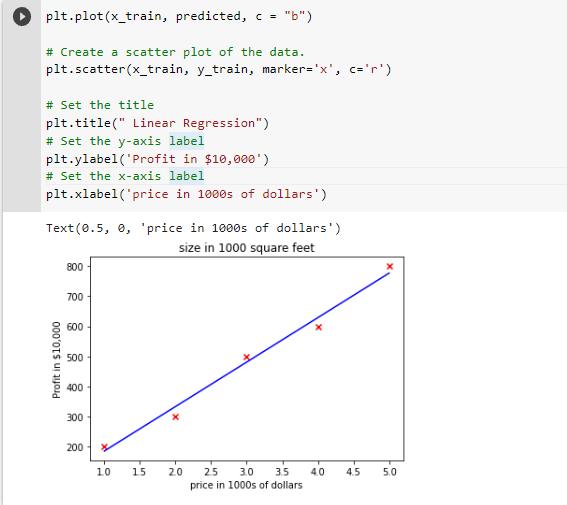 plt.plot(x_train, predicted, c = "b")
# Create a scatter plot of the data.
plt.scatter(x_train, y_train, marker='x', c='r')
# Set the title
plt.title(" Linear Regression")
# Set the y-axis label
plt.ylabel('Profit in $10,000')
# Set the x-axis label
plt.xlabel('price in 1000s of dollars')
Text(0.5, 0, 'price in 1000s of dollars')
size in 1000 square feet
800
700
600
500
400
300
200
Profit in $10,000
1.0 1.5 2.0 2.5 3.0 3.5 4.0 4.5 5.0
price in 1000s of dollars